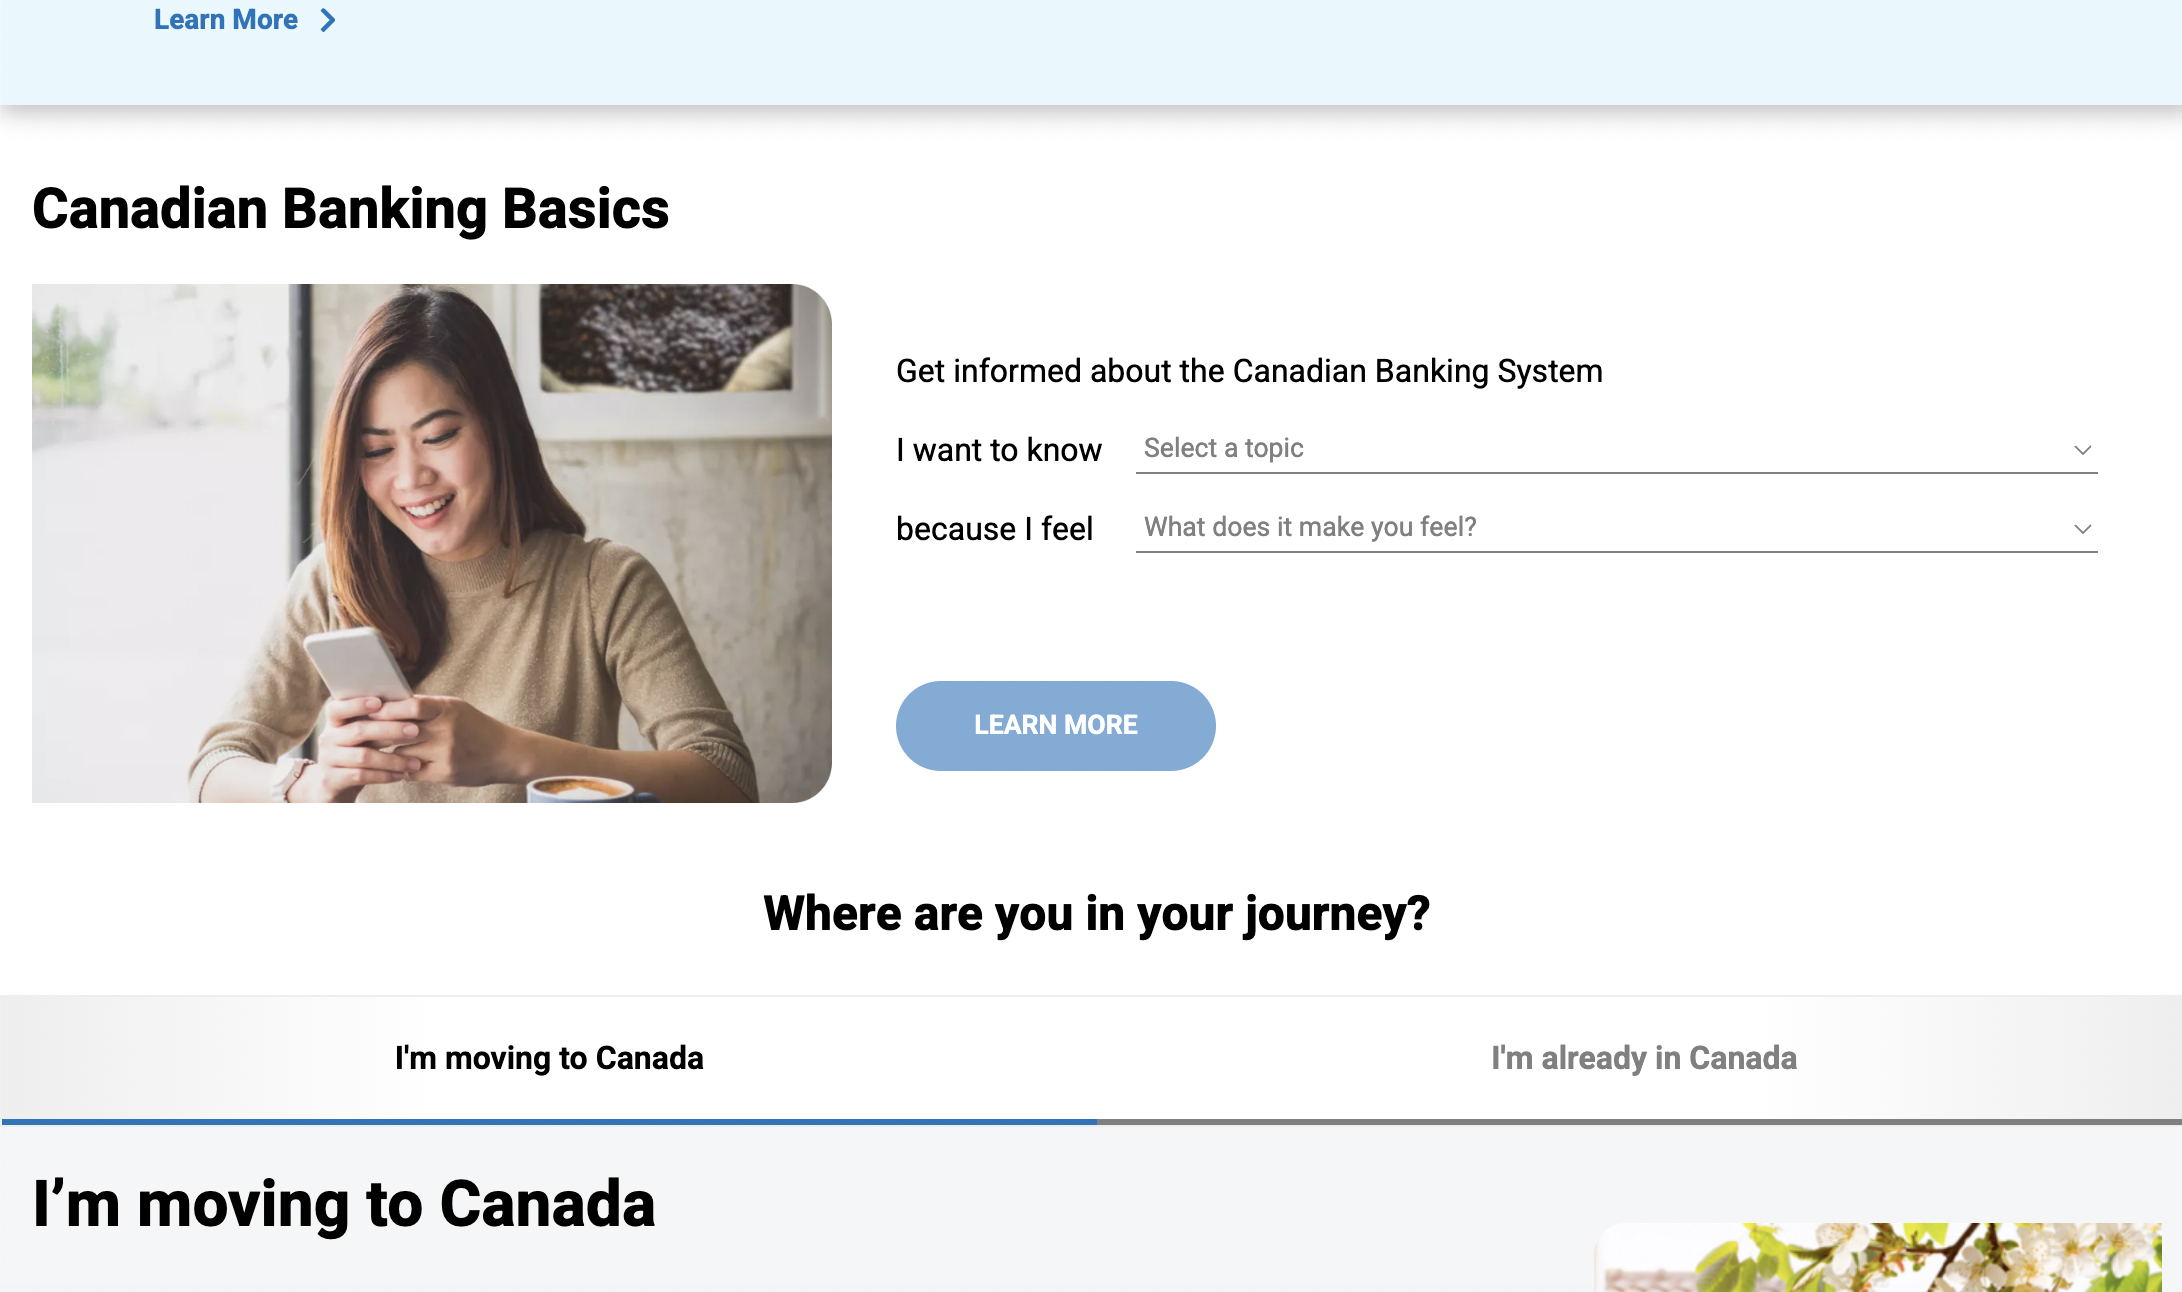 Learn More
Canadian Banking Basics
Get informed about the Canadian Banking System
I want to know Select a topic
because I feel What does it make you feel?
LEARN MORE
Where are you in your journey?
I'm moving to Canada
I'm already in Canada
I’m moving to Canada